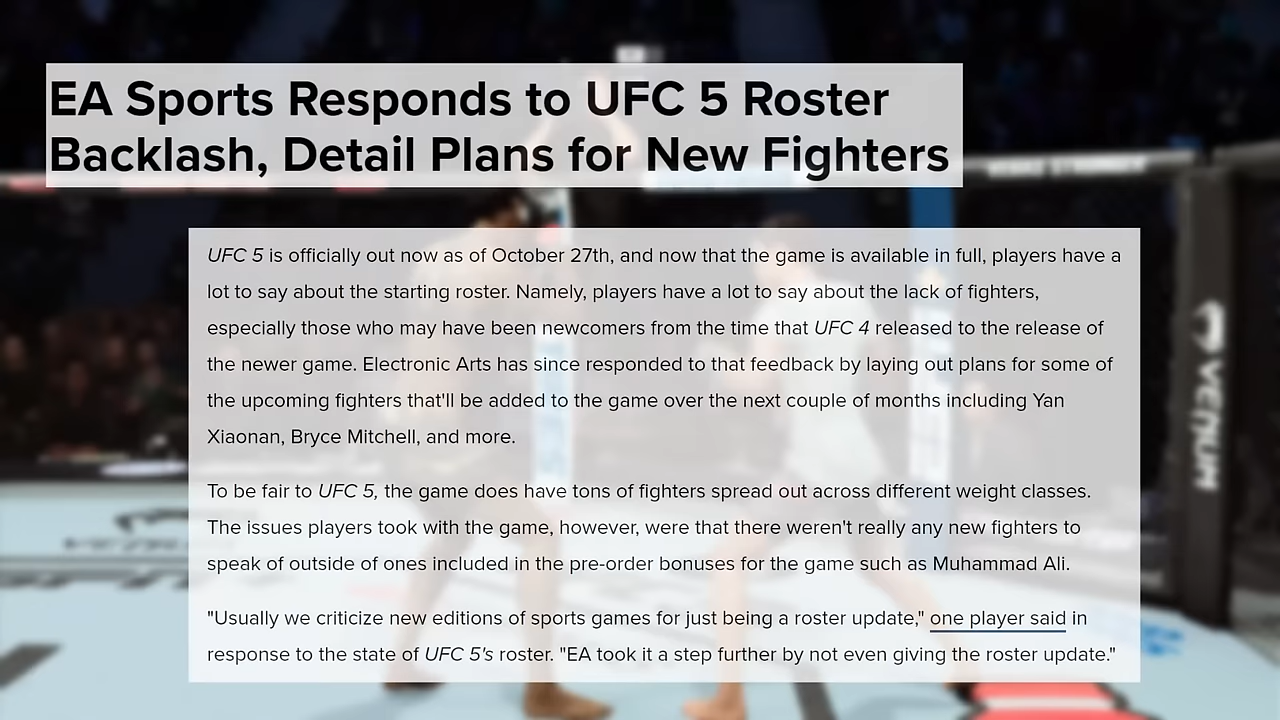 EA Sports Responds to UFC 5 Roster
Backlash, Detail Plans for New Fighters
UFC 5 is officially out now as of October 27th, and now that the game is available in full, players have a
lot to say about the starting roster. Namely, players have a lot to say about the lack of fighters,
especially those who may have been newcomers from the time that UFC 4 released to the release of
the newer game. Electronic Arts has since responded to that feedback by laying out plans for some of
the upcoming fighters that'll be added to the game over the next couple of months including Yan
Xiaonan, Bryce Mitchell, and more.
To be fair to UFC 5, the game does have tons of fighters spread out across different weight classes.
The issues players took with the game, however, were that there weren't really any new fighters to
speak of outside of ones included in the pre-order bonuses for the game such as Muhammad Ali.
"Usually we criticize new editions of sports games for just being a roster update," one player said in
response to the state of UFC 5's roster. "EA took it a step further by not even giving the roster update."
VENUM